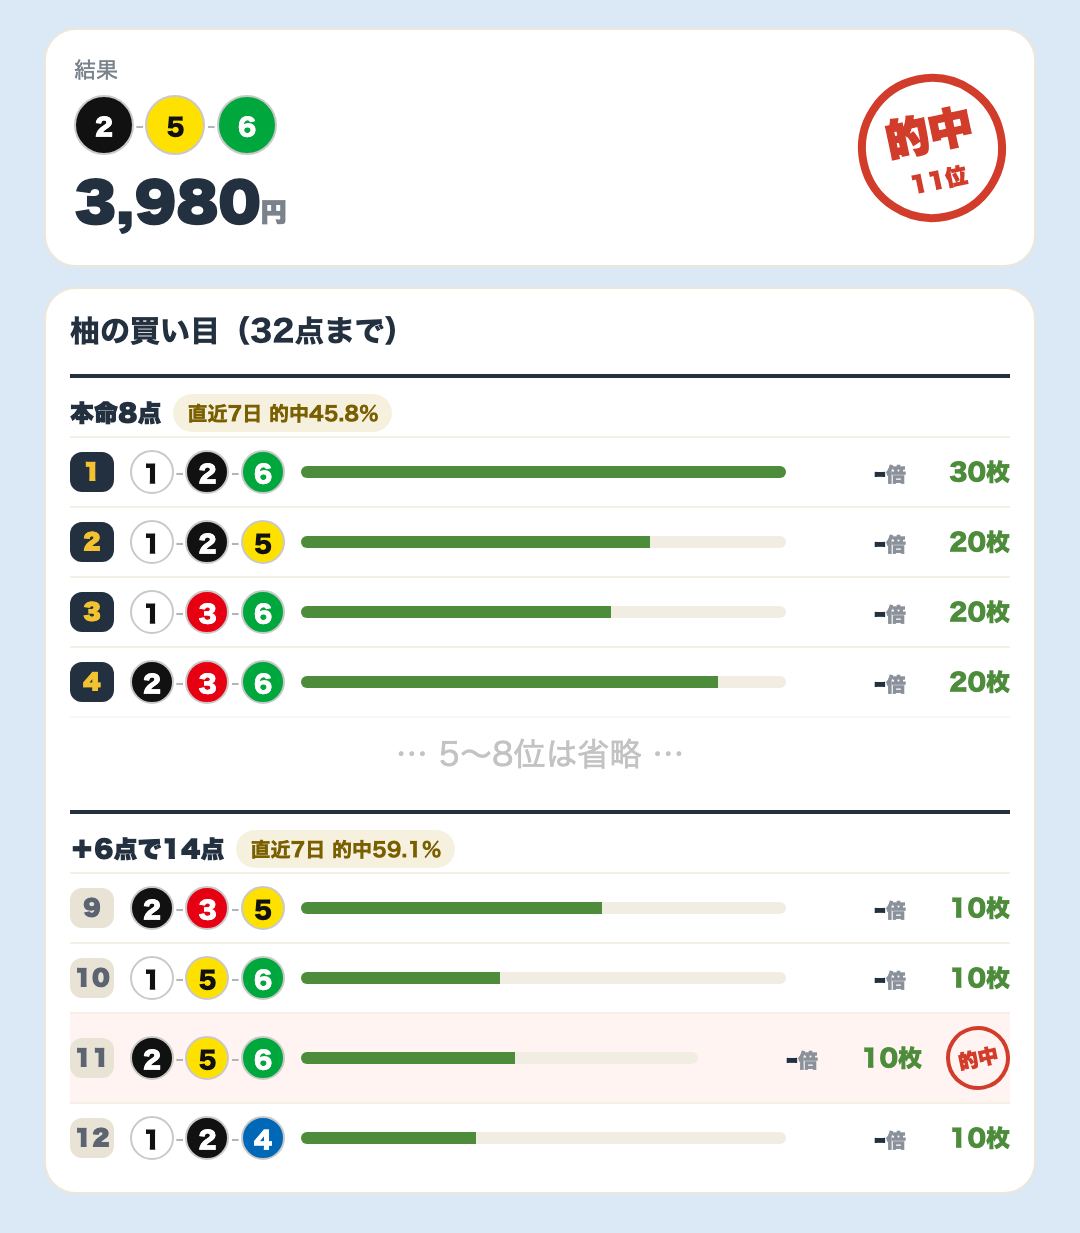 結果
2-5-6
3,980円
的中
11位
柚の買い目（32点まで）
本命8点 直近7日 的中45.8%
1 1-2-6 -倍 30枚
2 1-2-5 -倍 20枚
3 1-3-6 -倍 20枚
4 2-3-6 -倍 20枚
… 5〜8位は省略 …
+6点で14点 直近7日 的中59.1%
9 2-3-5 -倍 10枚
10 1-5-6 -倍 10枚
11 2-5-6 -倍 10枚 的中
12 1-2-4 -倍 10枚